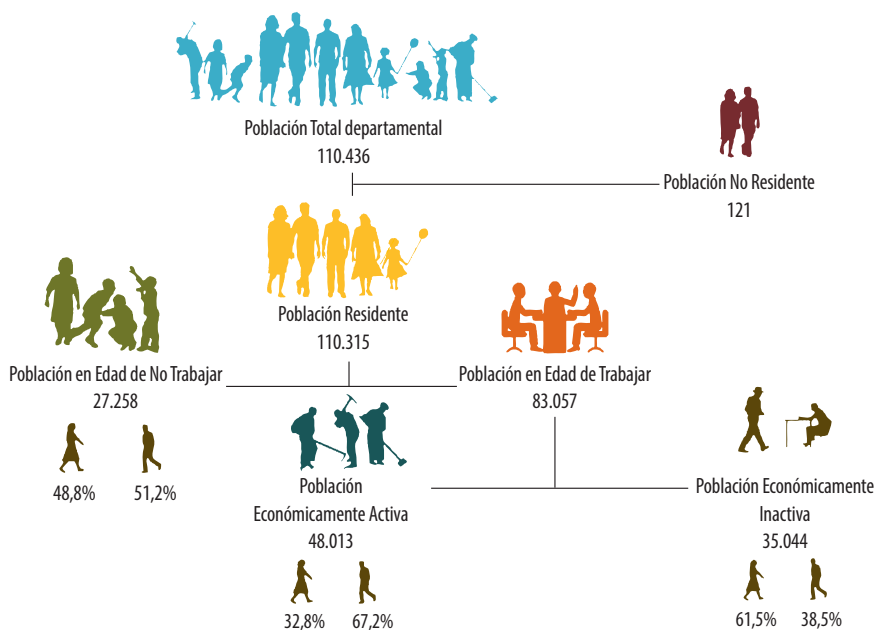 Población Total departamental
110.436
Población No Residente
121
Población Residente
110.315
Población en Edad de No Trabajar
27.258
48,8% 51,2%
Población en Edad de Trabajar
83.057
Población
Económicamente Activa
48.013
32,8% 67,2%
Población Económicamente
Inactiva
35.044
61,5% 38,5%